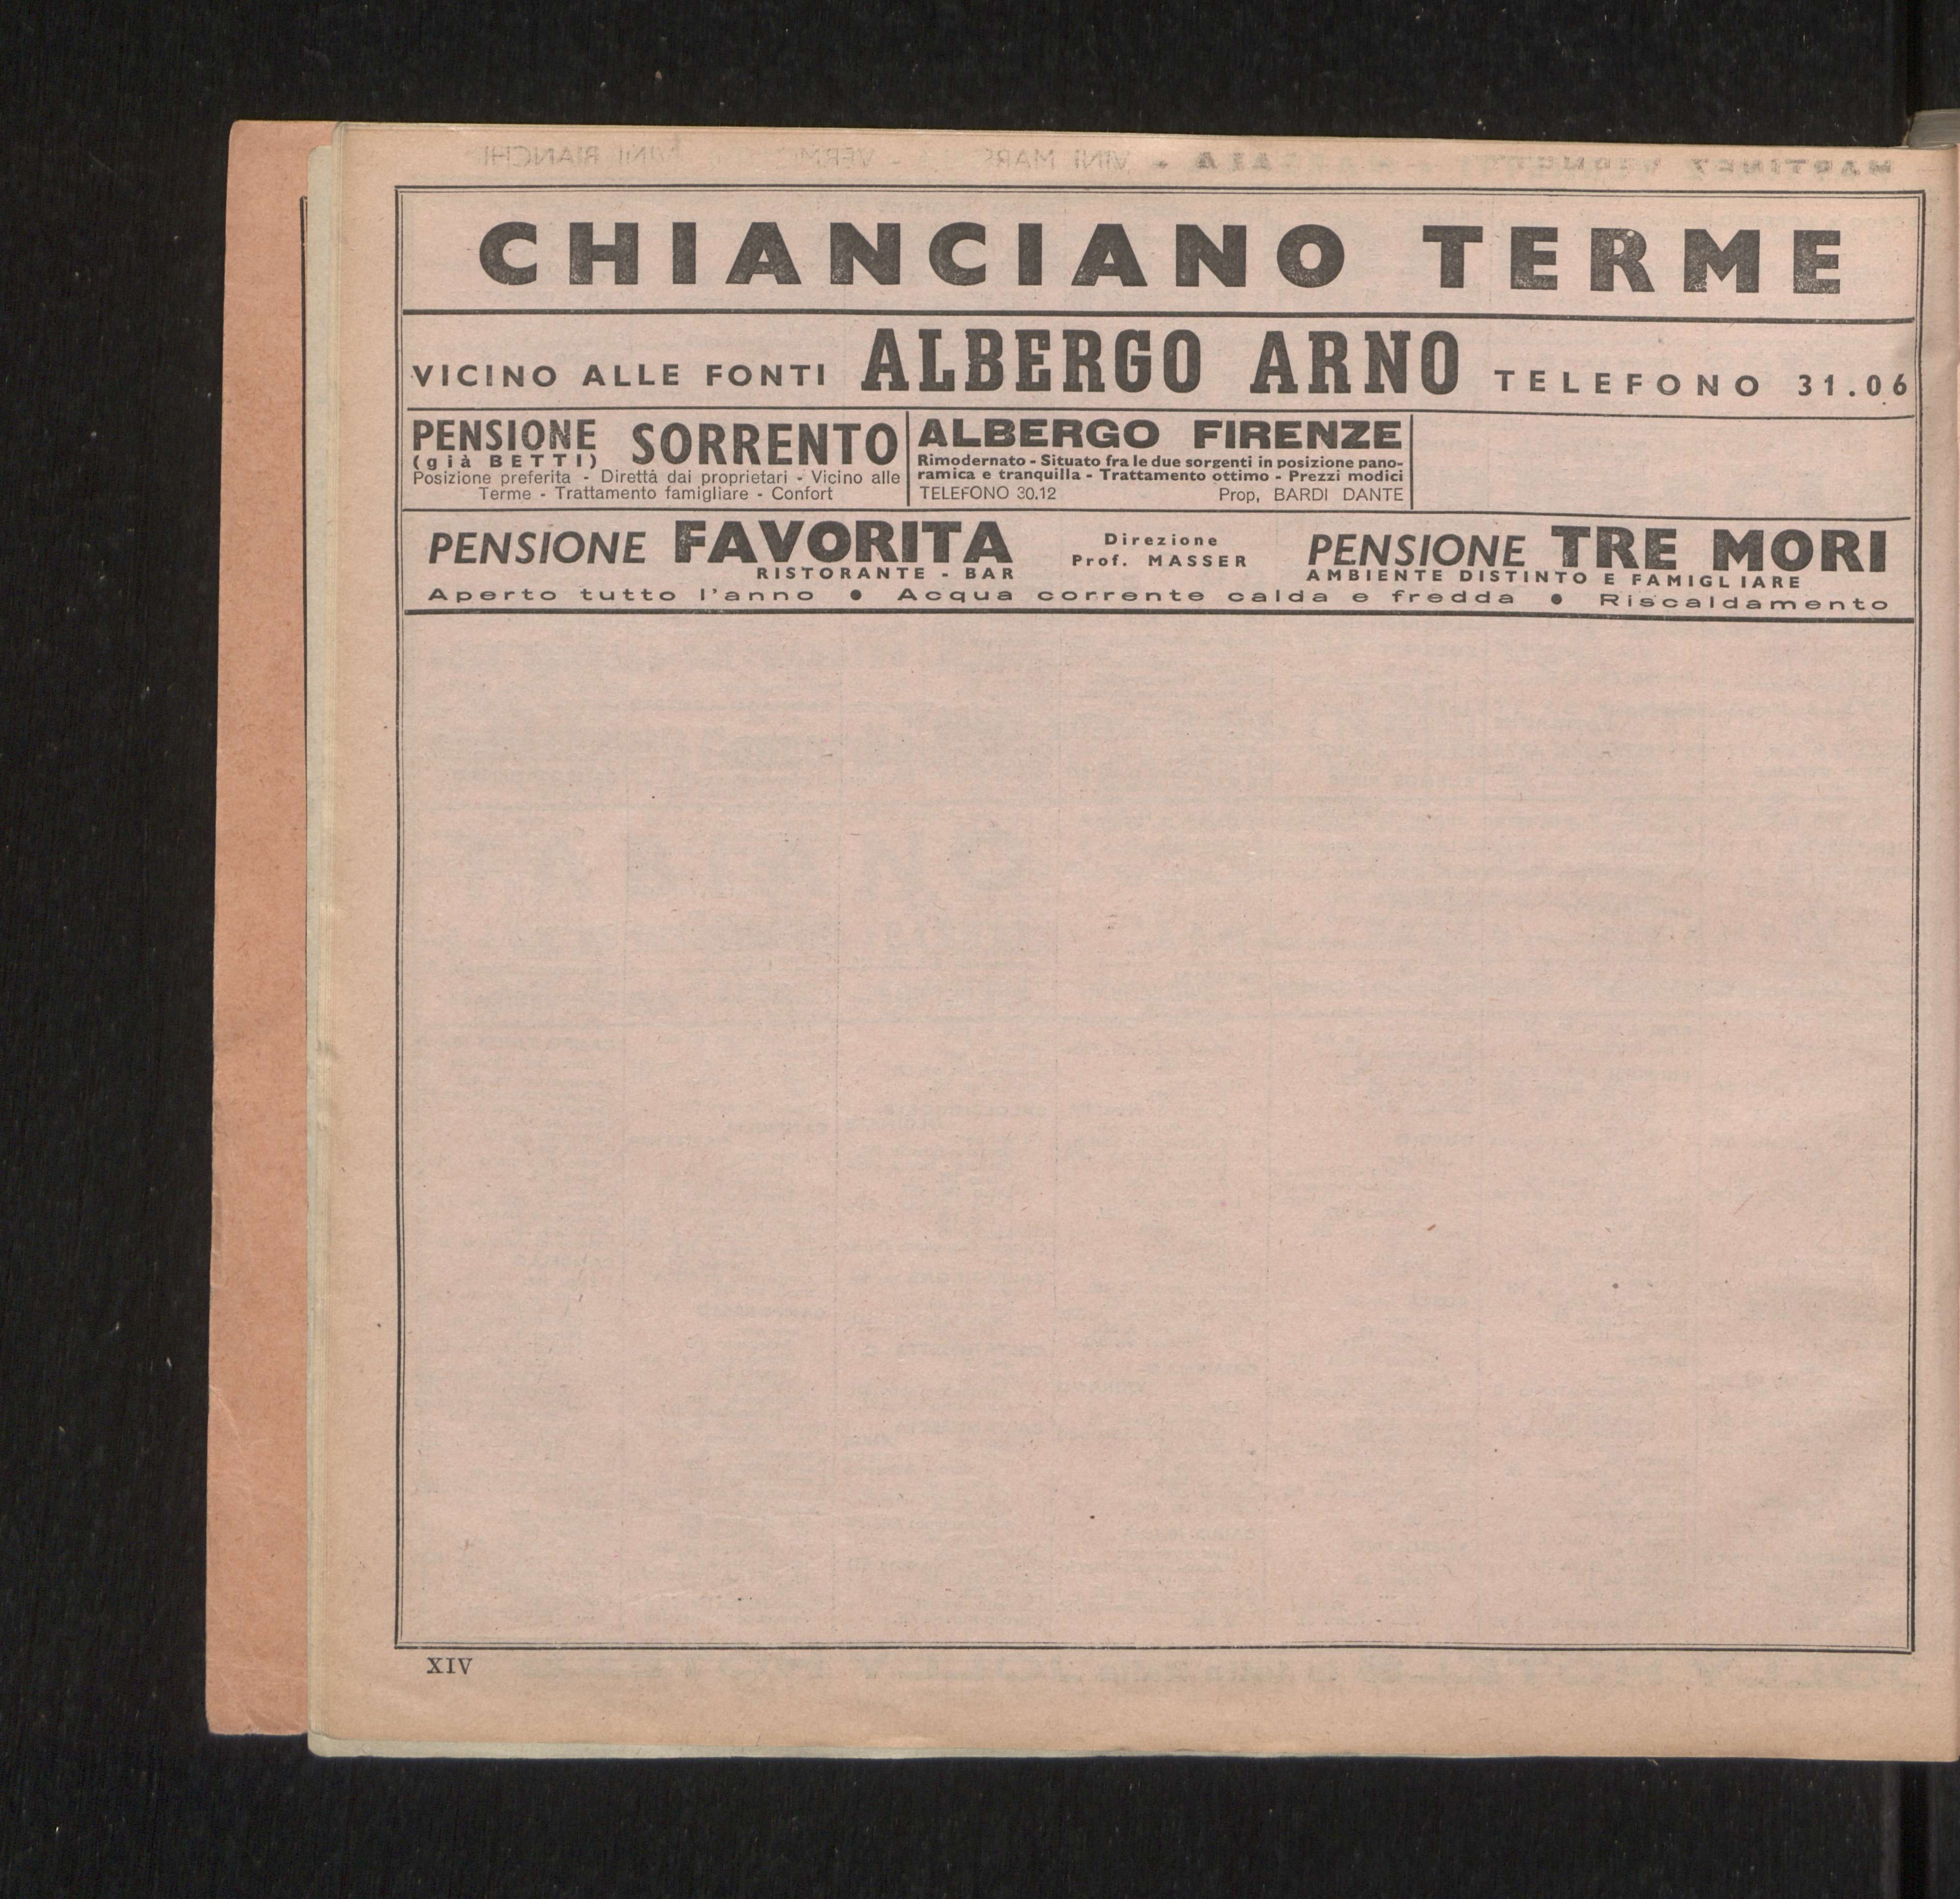 CHIANCIANO TERME
VICINO ALLE FONTI ALBERGO ARNO TELEFONO 31.06
PENSIONE SORRENTO
(già BETTI)
Posizione preferita - Diretta dai proprietari - Vicino alle
Terme - Trattamento famigliare - Confort
ALBERGO FIRENZE
Rimodernato - Situato fra le due sorgenti in posizione pano-
ramica e tranquilla - Trattamento ottimo - Prezzi modici
TELEFONO 30.12 Prop, BARDI DANTE
PENSIONE FAVORITA
RISTORANTE - BAR
Direzione
Prof. MASSER
PENSIONE TRE MORI
AMBIENTE DISTINTO E FAMIGLIARE
Aperto tutto l'anno ● Acqua corrente calda e fredda ● Riscaldamento
XIV